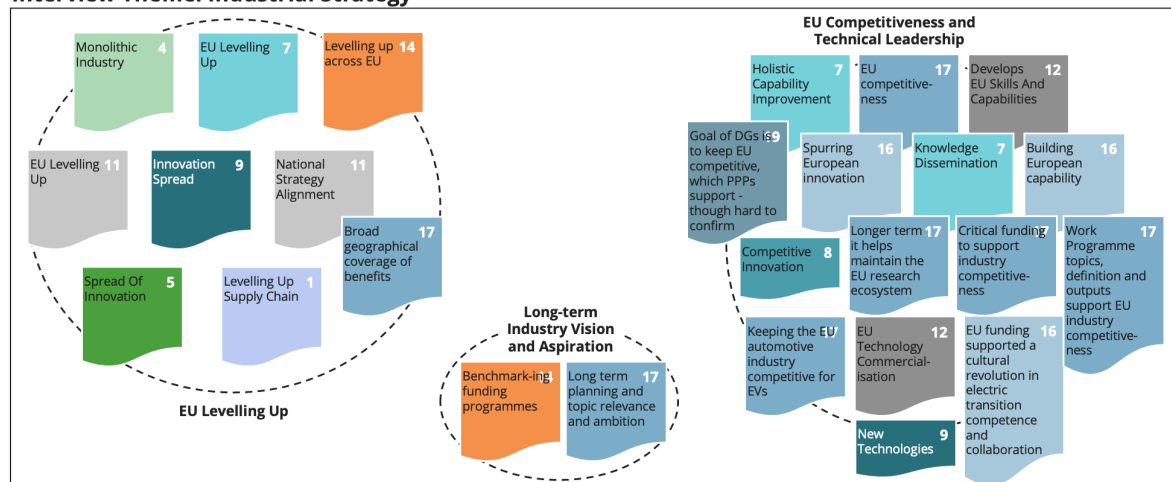 Interview Theme: Industrial Strategy
Monolithic 4
Industry
EU Levelling 7
Up
Levelling up 14
across EU
EU Levelling 11
Up
Innovation 9
Spread
National 11
Strategy
Alignment
Broad 17
geographical
coverage of
benefits
Spread Of 5
Innovation
Levelling Up 1
Supply Chain
EU Levelling Up
Long-term
Industry Vision
and Aspiration
Benchmark-ing 14
funding
programmes
Long term 17
planning and
topic relevance
and ambition
EU Competitiveness and
Technical Leadership
Holistic 7
Capability
Improvement
EU 17
competitive-
ness
Develops 12
EU Skills And
Capabilities
Goal of DGs is 19
to keep EU
competitive,
which PPPs
support -
though hard to
confirm
Spurring 16
European
innovation
Knowledge 7
Dissemination
Building 16
European
capability
Competitive 8
Innovation
Longer term 17
it helps
maintain the
EU research
ecosystem
Critical funding 17
to support
industry
competitive-
ness
Work 17
Programme
topics,
definition and
outputs
support EU
industry
competitive-
ness
Keeping the EU 17
automotive
industry
competitive for
EVs
EU 12
Technology
Commercial-
isation
EU funding 16
supported a
cultural
revolution in
electric
transition
competence
and
collaboration
New 9
Technologies